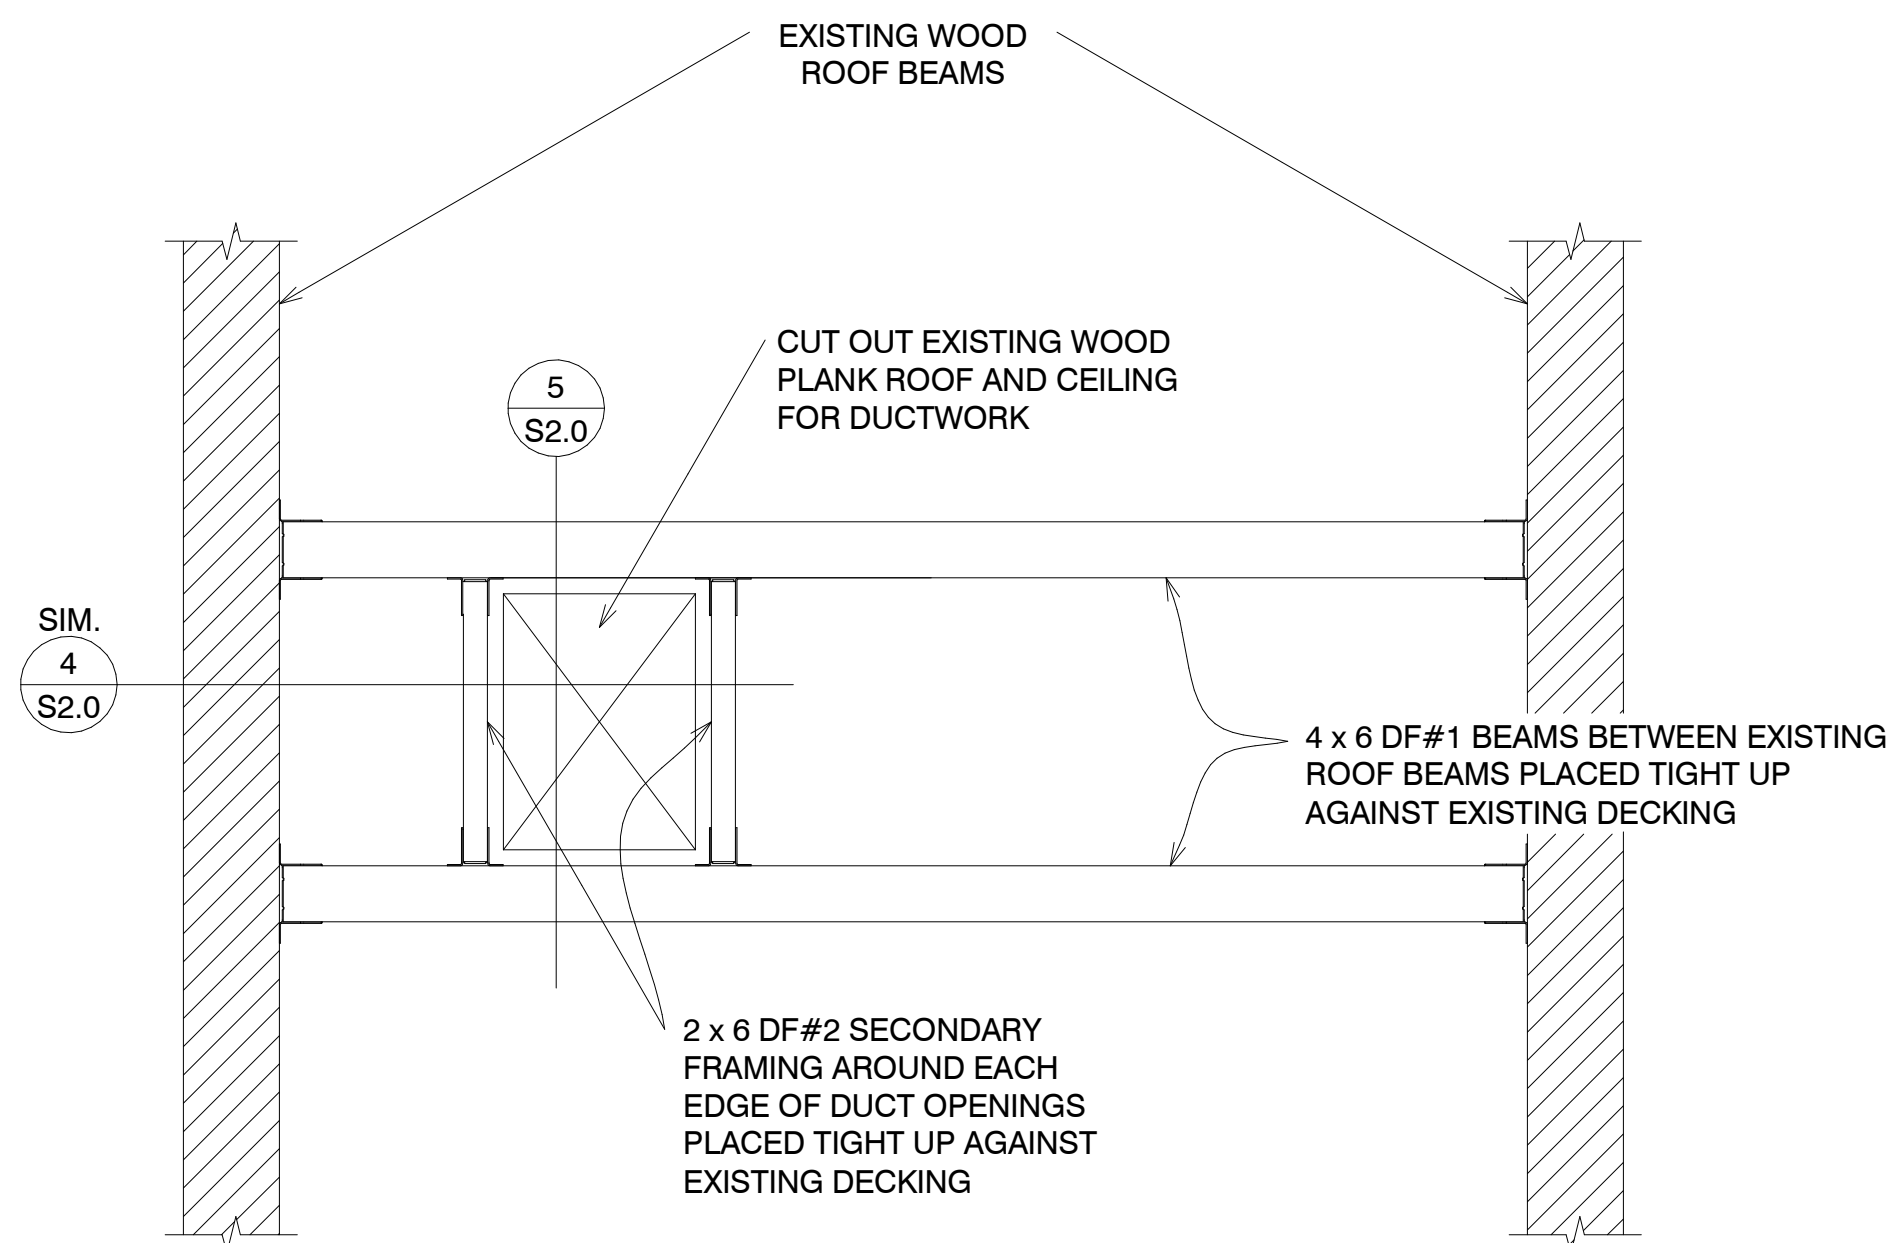 EXISTING WOOD
ROOF BEAMS
CUT OUT EXISTING WOOD
PLANK ROOF AND CEILING
FOR DUCTWORK
5
S2.0
SIM.
4
S2.0
4 x 6 DF#1 BEAMS BETWEEN EXISTING
ROOF BEAMS PLACED TIGHT UP
AGAINST EXISTING DECKING
2 x 6 DF#2 SECONDARY
FRAMING AROUND EACH
EDGE OF DUCT OPENINGS
PLACED TIGHT UP AGAINST
EXISTING DECKING